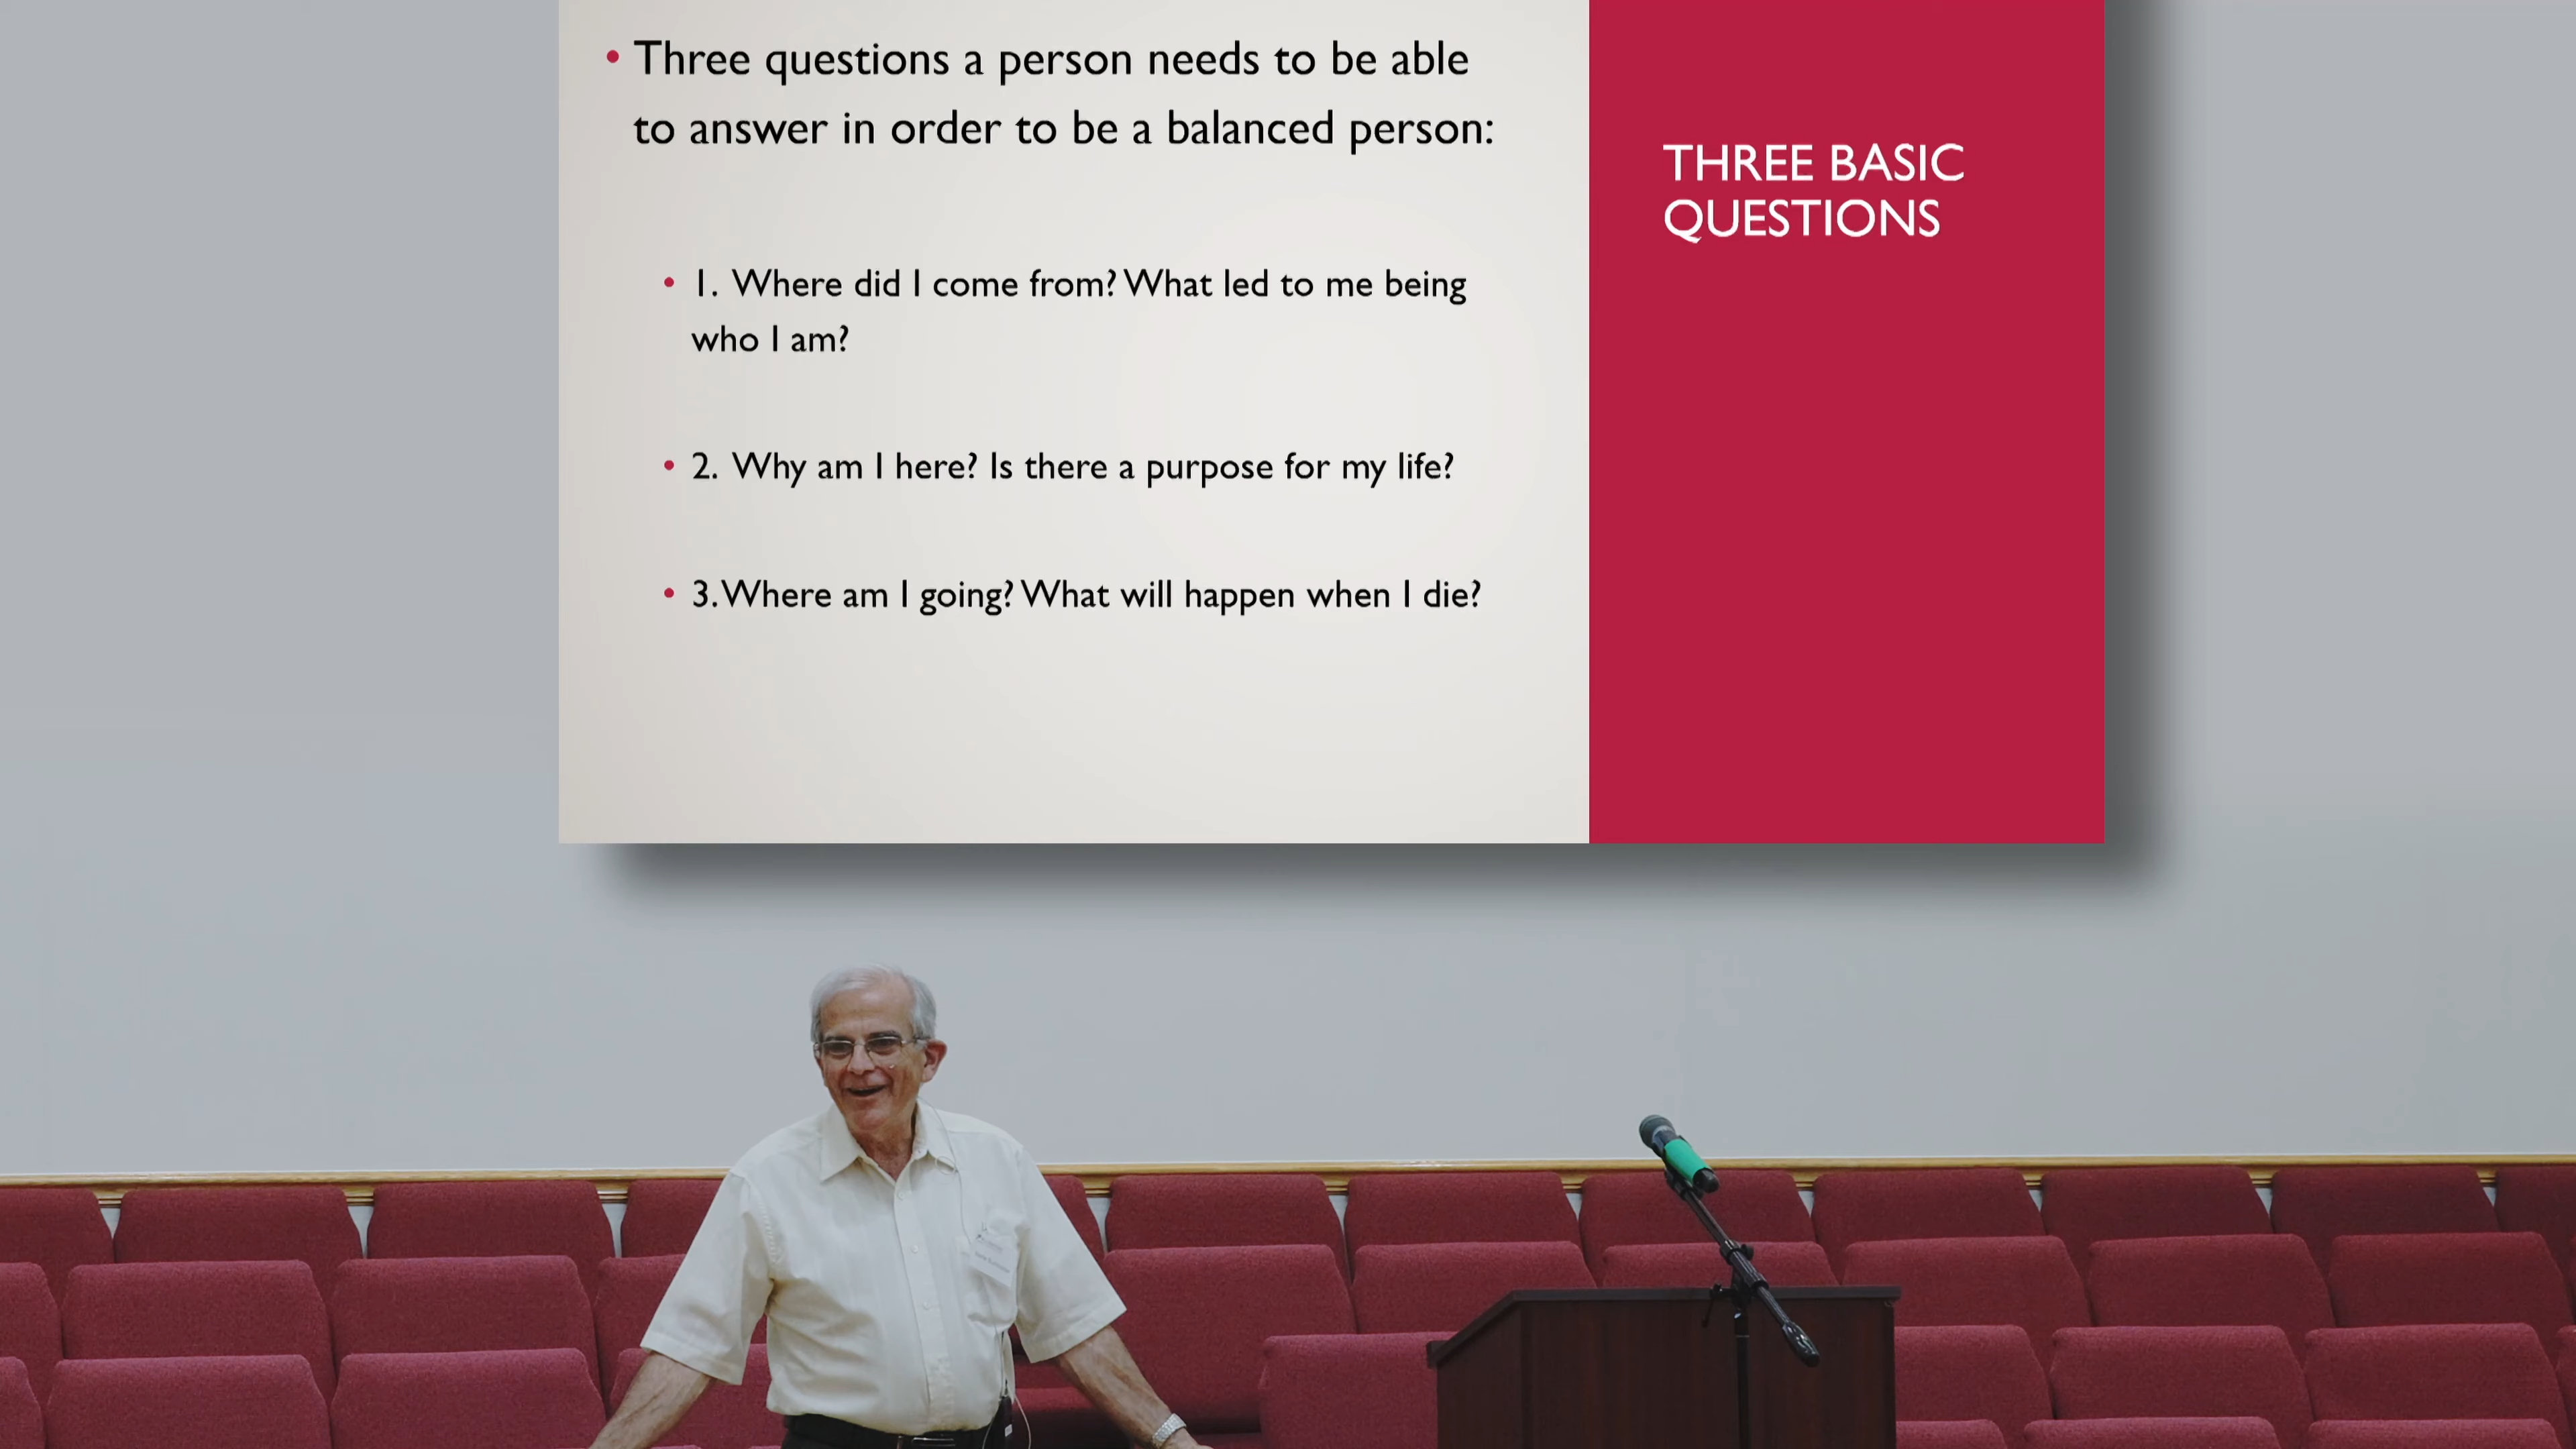 • Three questions a person needs to be able
to answer in order to be a balanced person:
• 1. Where did I come from? What led to me being
who I am?
• 2. Why am I here? Is there a purpose for my life?
• 3. Where am I going? What will happen when I die?
THREE BASIC
QUESTIONS